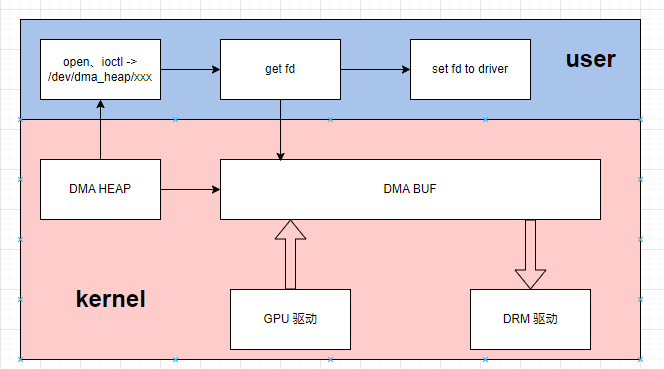 open、ioctl ->
/dev/dma_heap/xxx
get fd
set fd to driver
user
DMA HEAP
DMA BUF
kernel
GPU 驱动
DRM 驱动